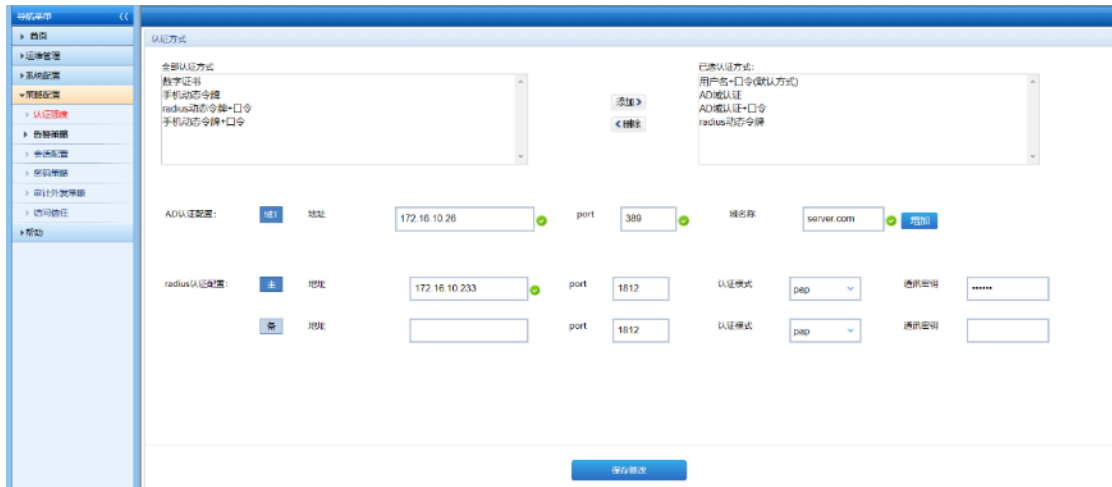 导航菜单
首页
运维管理
系统配置
策略配置
认证强度
告警策略
会话配置
密码策略
审计外发策略
访问信任
帮助
认证方式
全部认证方式
数字证书
手机动态令牌
radius动态令牌+口令
手机动态令牌+口令
添加
删除
已选认证方式:
用户名+口令(默认方式)
AD域认证
AD域认证+口令
radius动态令牌
AD认证配置: 域1 地址 172.16.10.26 port 389 域名称 server.com 增加
radius认证配置: 主 地址 172.16.10.233 port 1812 认证模式 pap 通讯密钥 ••••••
备 地址 port 1812 认证模式 pap 通讯密钥
保存修改